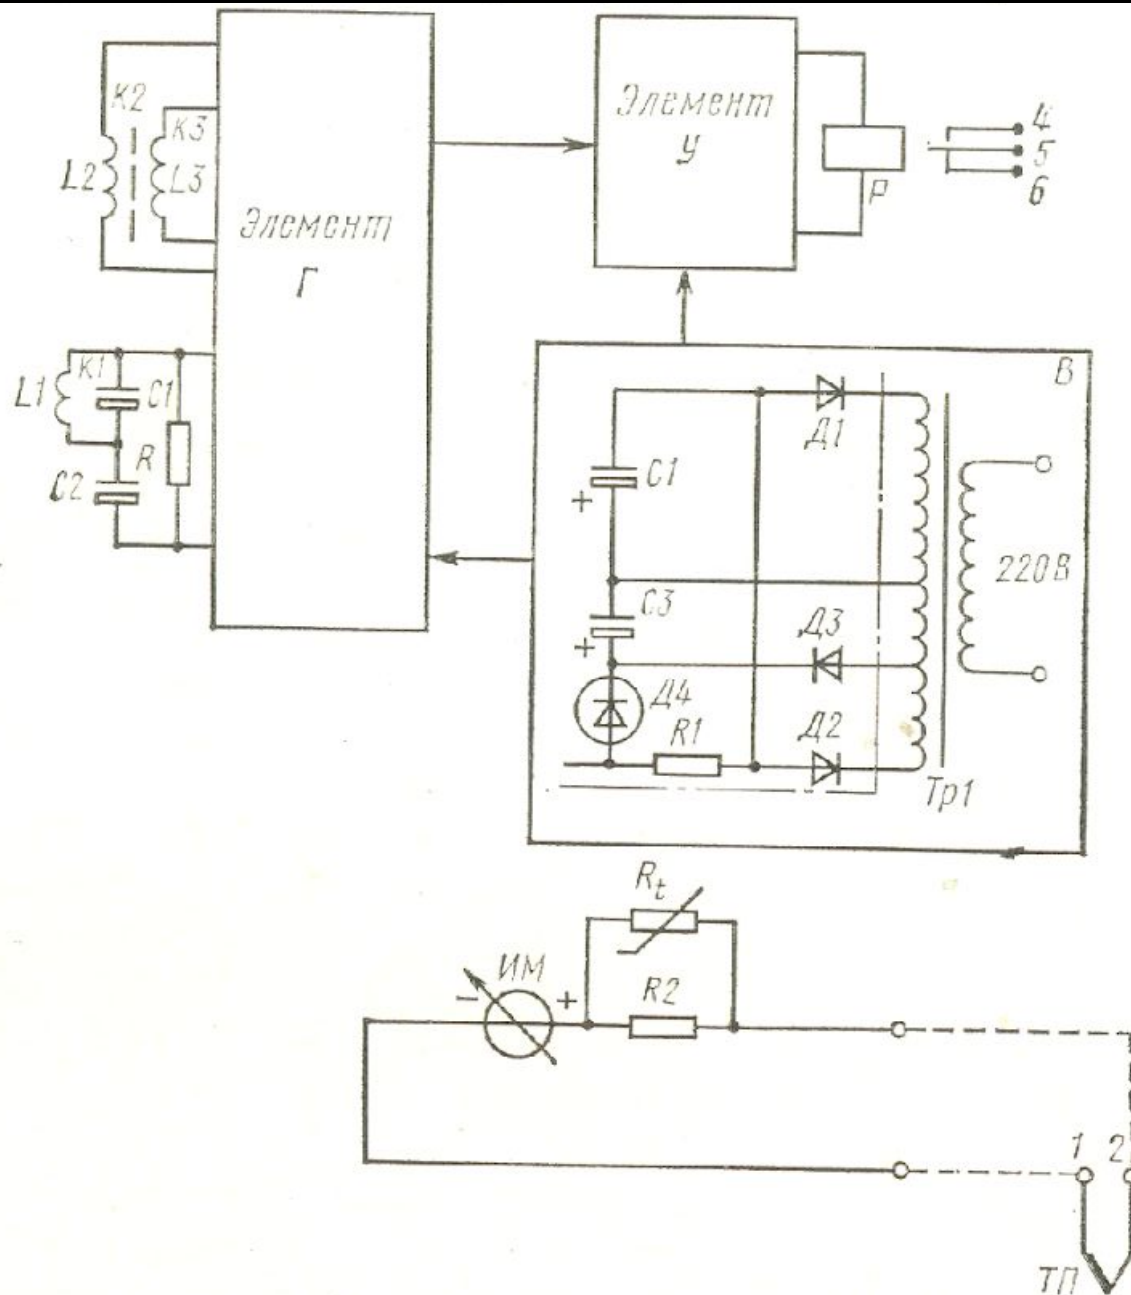 К2
К3
L2
L3
Элемент
Г
Элемент
У
Р
4
5
6
L1
К1
С1
С2
R
В
Д1
С1
+
С3
+
Д3
Д4
R1
Д2
Тр1
220В
Rt
ИМ
−
+
R2
1
2
ТП